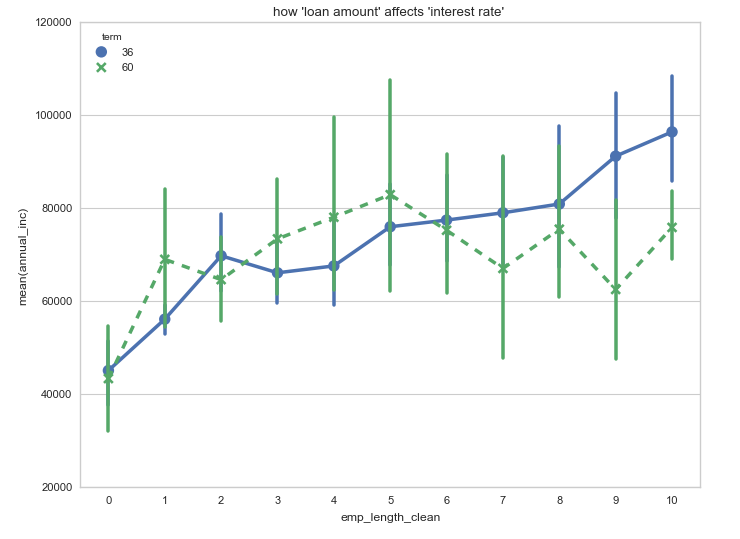 how 'loan amount' affects 'interest rate'
120000
term
36
60
100000
80000
mean(annual_inc)
60000
40000
20000
0 1 2 3 4 5 6 7 8 9 10
emp_length_clean